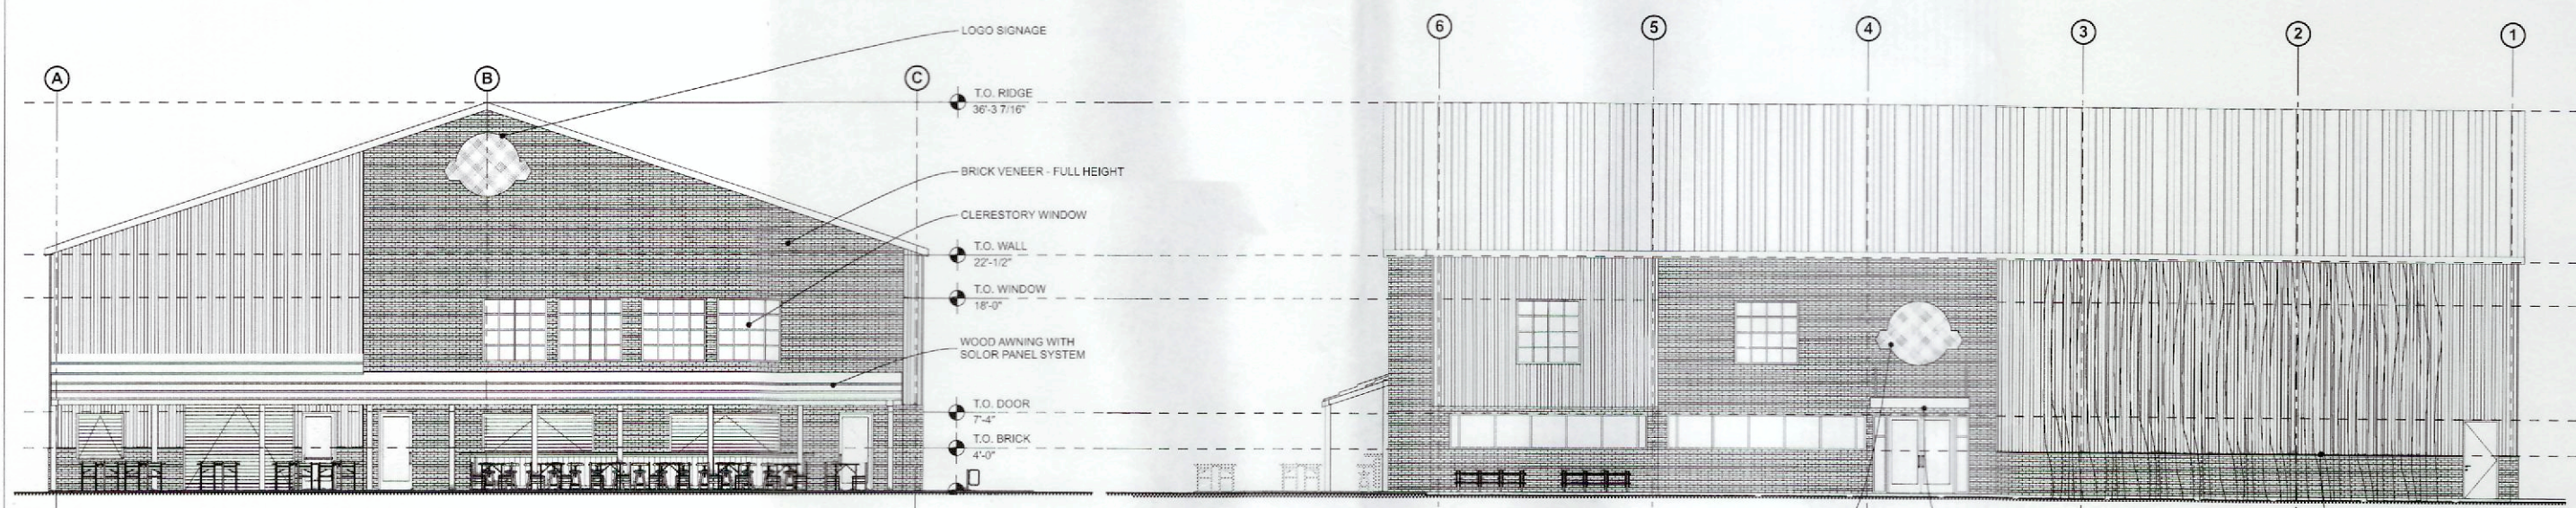 LOGO SIGNAGE
6
5
4
3
2
1
A
B
C
T.O. RIDGE
36'-3 7/16"
BRICK VENEER - FULL HEIGHT
CLERESTORY WINDOW
T.O. WALL
22'-1/2"
T.O. WINDOW
18'-0"
WOOD AWNING WITH
SOLOR PANEL SYSTEM
T.O. DOOR
7'-4"
T.O. BRICK
4'-0"